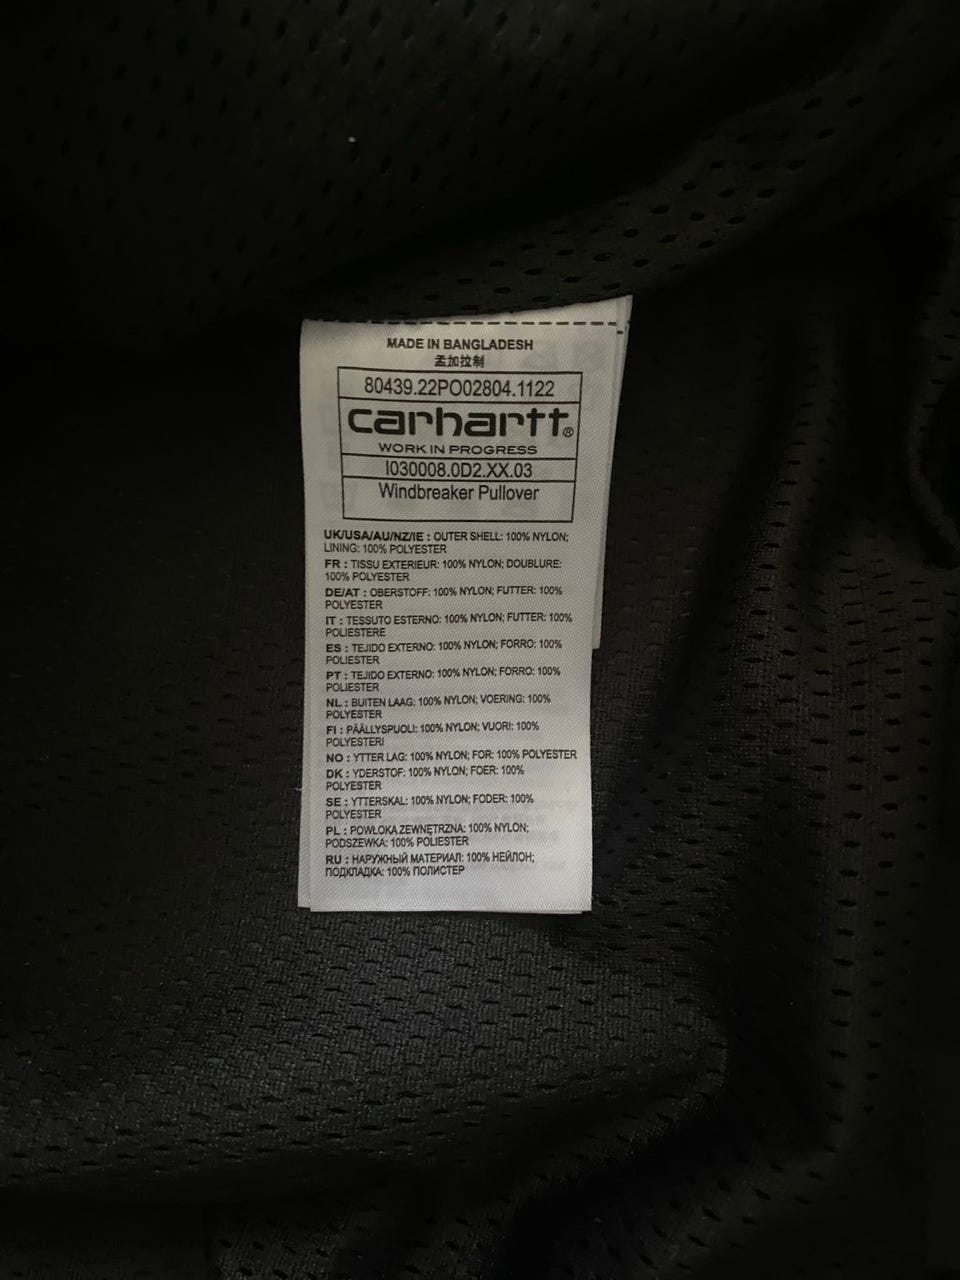 MADE IN BANGLADESH
孟加拉制
80439.22PO02804.1122
carhartt®
WORK IN PROGRESS
I030008.0D2.XX.03
Windbreaker Pullover
UK/USA/AU/NZ/IE : OUTER SHELL: 100% NYLON;
LINING: 100% POLYESTER
FR : TISSU EXTERIEUR: 100% NYLON; DOUBLURE:
100% POLYESTER
DE/AT : OBERSTOFF: 100% NYLON; FUTTER: 100%
POLYESTER
IT : TESSUTO ESTERNO: 100% NYLON; FUTTER: 100%
POLIESTERE
ES : TEJIDO EXTERNO: 100% NYLON; FORRO: 100%
POLIESTER
PT : TEJIDO EXTERNO: 100% NYLON; FORRO: 100%
POLIESTER
NL : BUITEN LAAG: 100% NYLON; VOERING: 100%
POLYESTER
FI : PÄÄLLYSPUOLI: 100% NYLON; VUORI: 100%
POLYESTERI
NO : YTTER LAG: 100% NYLON; FOR: 100% POLYESTER
DK : YDERSTOF: 100% NYLON; FOER: 100%
POLYESTER
SE : YTTERSKAL: 100% NYLON; FODER: 100%
POLYESTER
PL : POWŁOKA ZEWNĘTRZNA: 100% NYLON;
PODSZEWKA: 100% POLIESTER
RU : НАРУЖНЫЙ МАТЕРИАЛ: 100% НЕЙЛОН;
ПОДКЛАДКА: 100% ПОЛИСТЕР